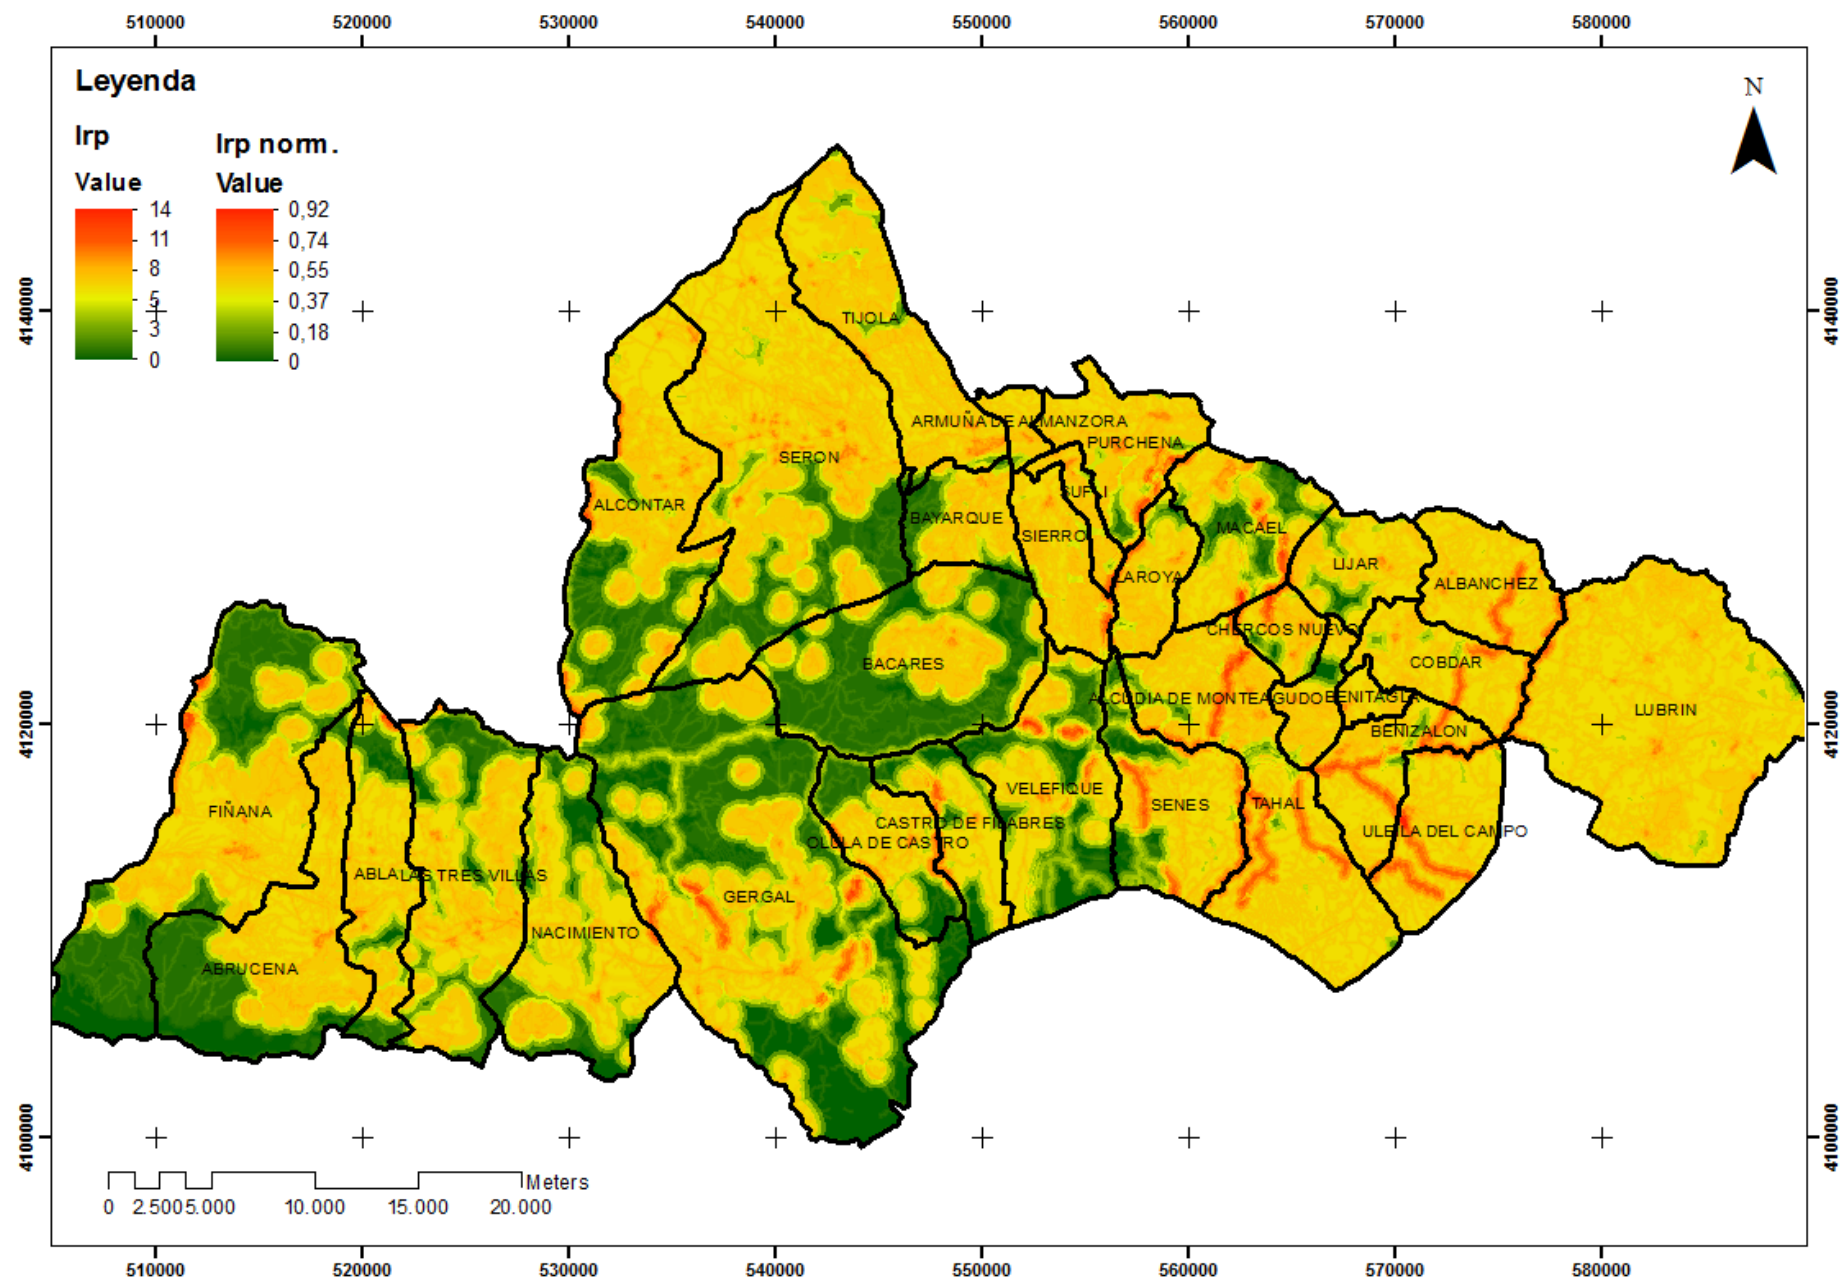 510000 520000 530000 540000 550000 560000 570000 580000
Leyenda
N
Irp
Irp norm.
Value
Value
14
11
8
5
3
0
0,92
0,74
0,55
0,37
0,18
0
4140000
4140000
TIJOLA
ARMUÑA DE ALMANZORA
PURCHENA
SERON
SUFLI
ALCONTAR
BAYARQUE
MACAEL
SIERRO
LIJAR
LAROYA
ALBANCHEZ
CHERCOS NUEVO
BACARES
COBDAR
ALCUDIA DE MONTEAGUDO
BENITAGLA
LUBRIN
4120000
4120000
BENIZALON
VELEFIQUE
SENES
TAHAL
FIÑANA
CASTRO DE FILABRES
ULEILA DEL CAMPO
OLULA DE CASTRO
ABLA
LAS TRES VILLAS
GERGAL
NACIMIENTO
ABRUCENA
4100000
4100000
Meters
0 2.500 5.000 10.000 15.000 20.000
510000 520000 530000 540000 550000 560000 570000 580000